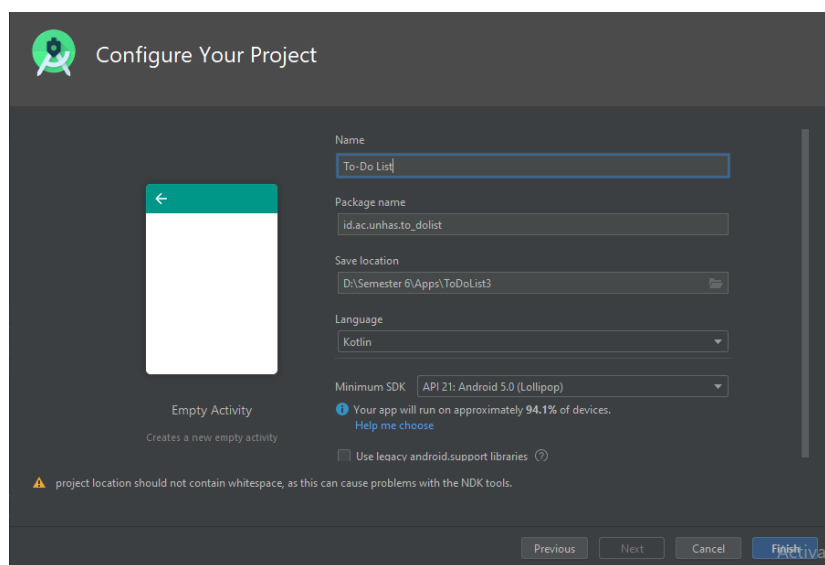 Configure Your Project
Name
To-Do List
Package name
id.ac.unhas.to_dolist
Save location
D:\Semester 6\Apps\ToDoList3
Language
Kotlin
Minimum SDK API 21: Android 5.0 (Lollipop)
Your app will run on approximately 94.1% of devices.
Help me choose
Use legacy android.support libraries
Empty Activity
Creates a new empty activity
project location should not contain whitespace, as this can cause problems with the NDK tools.
Previous Next Cancel Finish
Activa